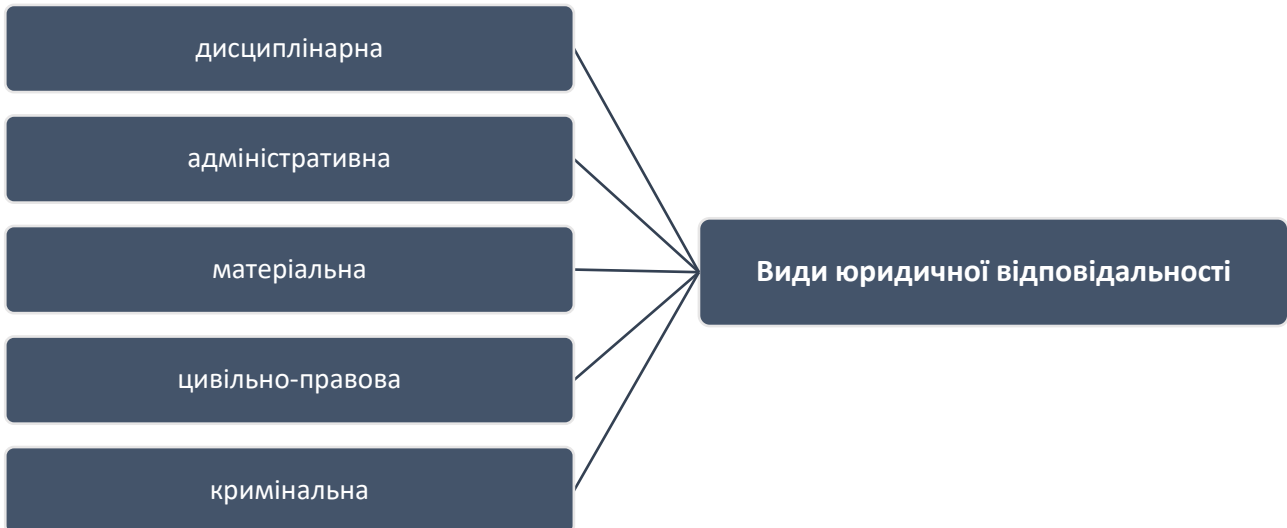 дисциплінарна
адміністративна
матеріальна
Види юридичної відповідальності
цивільно-правова
кримінальна